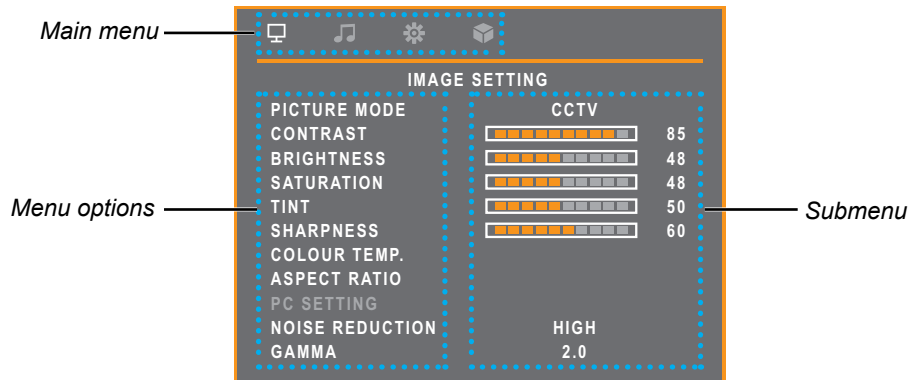 Main menu
IMAGE SETTING
PICTURE MODE CCTV
CONTRAST 85
BRIGHTNESS 48
SATURATION 48
Menu options
TINT 50
Submenu
SHARPNESS 60
COLOUR TEMP.
ASPECT RATIO
PC SETTING
NOISE REDUCTION HIGH
GAMMA 2.0